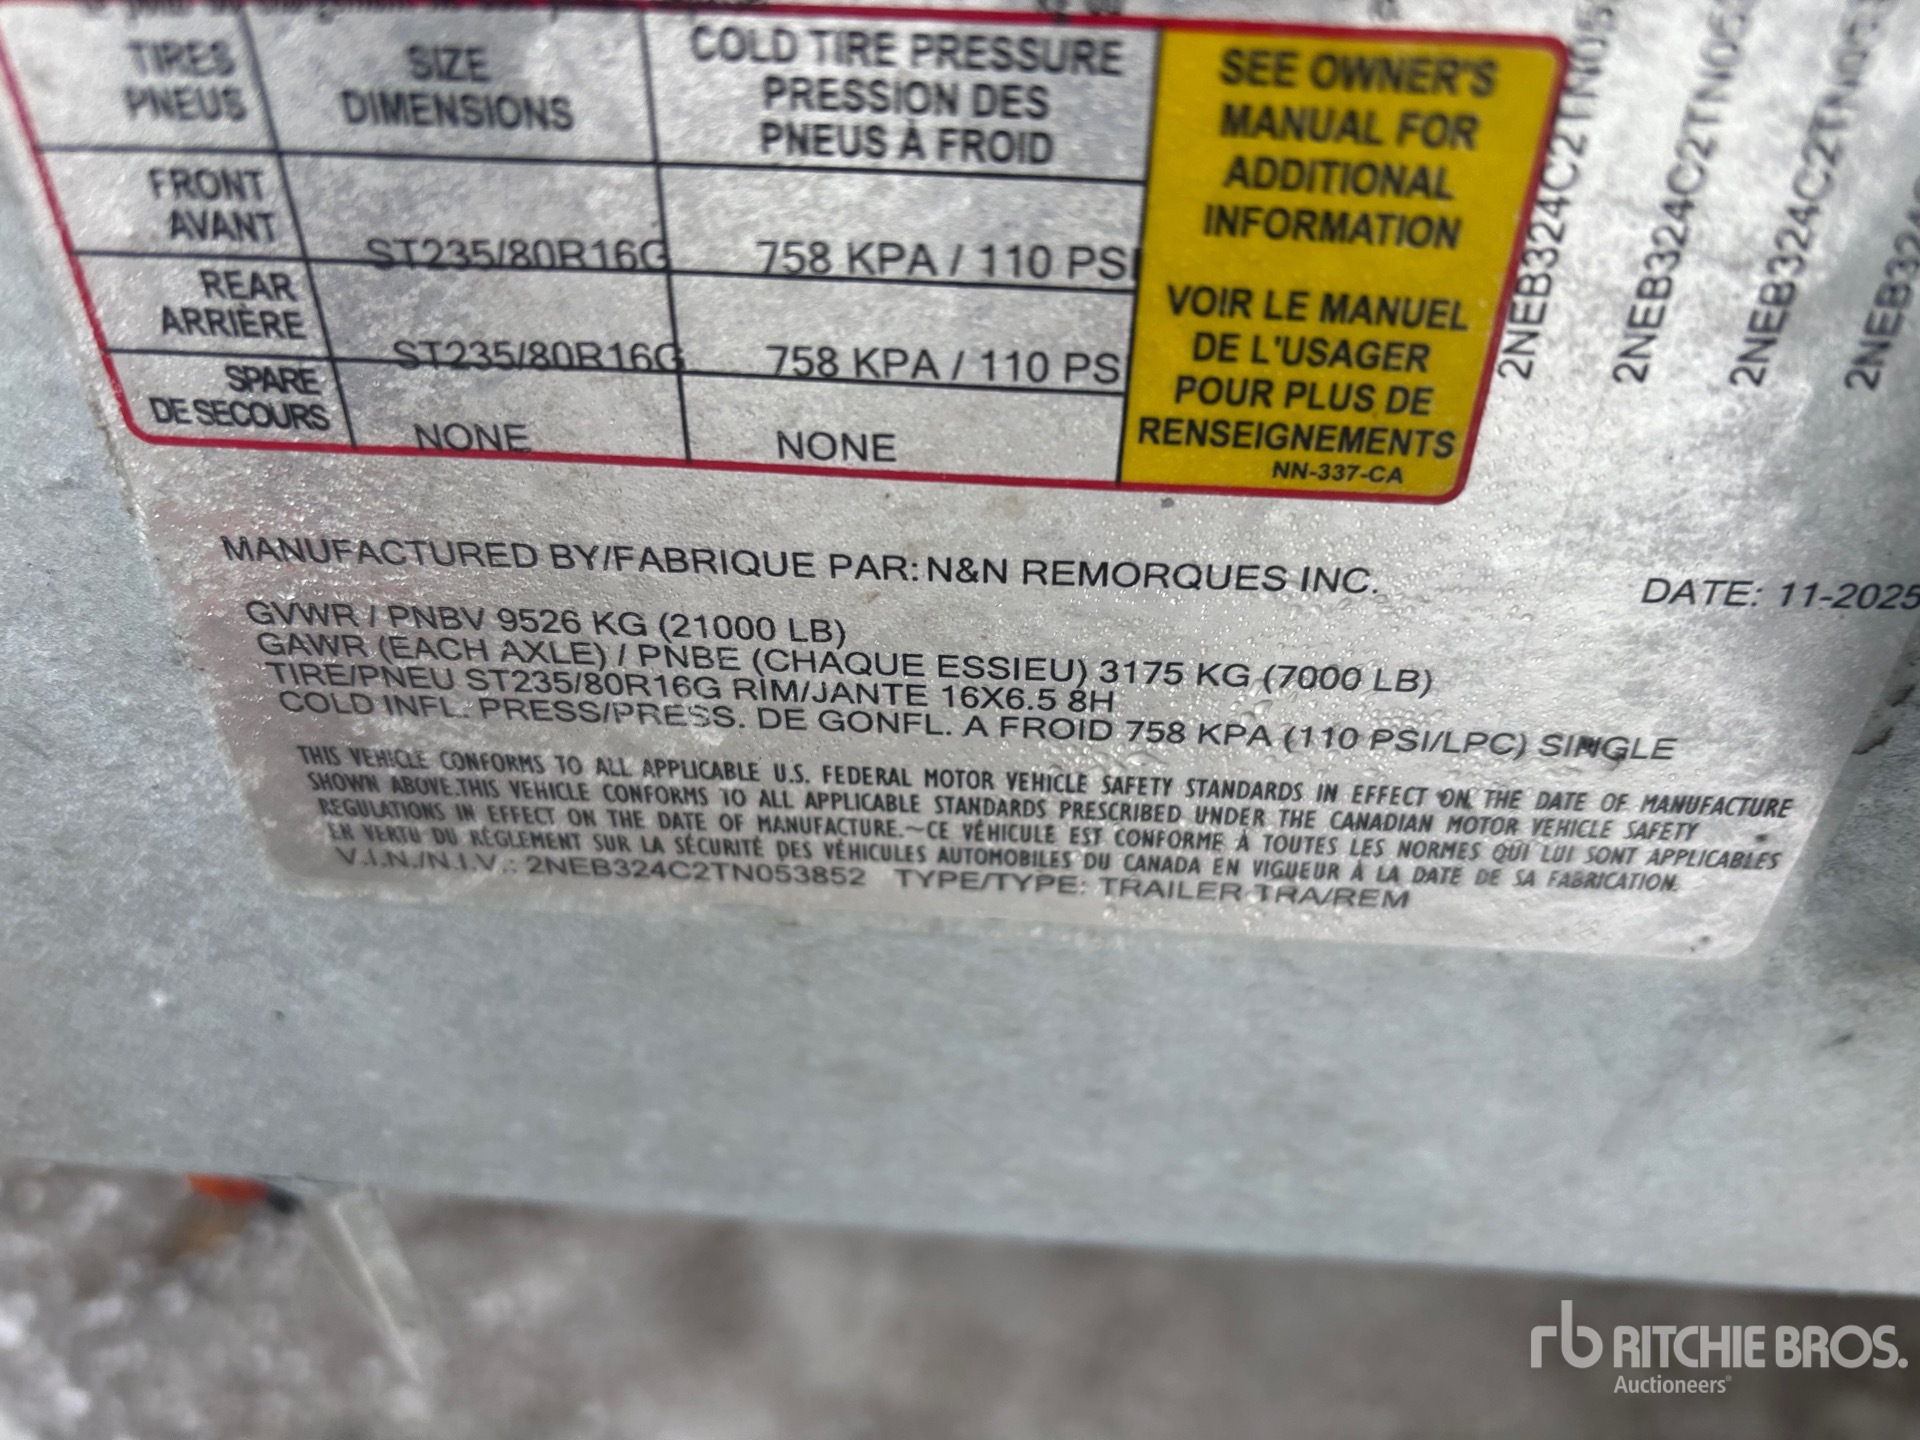 TIRES
PNEUS
SIZE
DIMENSIONS
COLD TIRE PRESSURE
PRESSION DES
PNEUS À FROID
FRONT
AVANT
ST235/80R16G
758 KPA / 110 PSI
REAR
ARRIÈRE
ST235/80R16G
758 KPA / 110 PSI
SPARE
DE SECOURS
NONE
NONE
SEE OWNER'S
MANUAL FOR
ADDITIONAL
INFORMATION
VOIR LE MANUEL
DE L'USAGER
POUR PLUS DE
RENSEIGNEMENTS
NN-337-CA
2NEB324C2TN05
2NEB324C2TN05
2NEB324C2TN05
2NEB324
MANUFACTURED BY/FABRIQUE PAR: N&N REMORQUES INC.
DATE: 11-2025
GVWR / PNBV 9526 KG (21000 LB)
GAWR (EACH AXLE) / PNBE (CHAQUE ESSIEU) 3175 KG (7000 LB)
TIRE/PNEU ST235/80R16G RIM/JANTE 16X6.5 8H
COLD INFL. PRESS/PRESS. DE GONFL. A FROID 758 KPA (110 PSI/LPC) SINGLE
THIS VEHICLE CONFORMS TO ALL APPLICABLE U.S. FEDERAL MOTOR VEHICLE SAFETY STANDARDS IN EFFECT ON THE DATE OF MANUFACTURE
SHOWN ABOVE.THIS VEHICLE CONFORMS TO ALL APPLICABLE STANDARDS PRESCRIBED UNDER THE CANADIAN MOTOR VEHICLE SAFETY
REGULATIONS IN EFFECT ON THE DATE OF MANUFACTURE.~CE VÉHICULE EST CONFORME À TOUTES LES NORMES QUI LUI SONT APPLICABLES
EN VERTU DU RÈGLEMENT SUR LA SÉCURITÉ DES VÉHICULES AUTOMOBILES DU CANADA EN VIGUEUR À LA DATE DE SA FABRICATION.
V.I.N./N.I.V.: 2NEB324C2TN053852 TYPE/TYPE: TRAILER TRA/REM
rb RITCHIE BROS.
Auctioneers